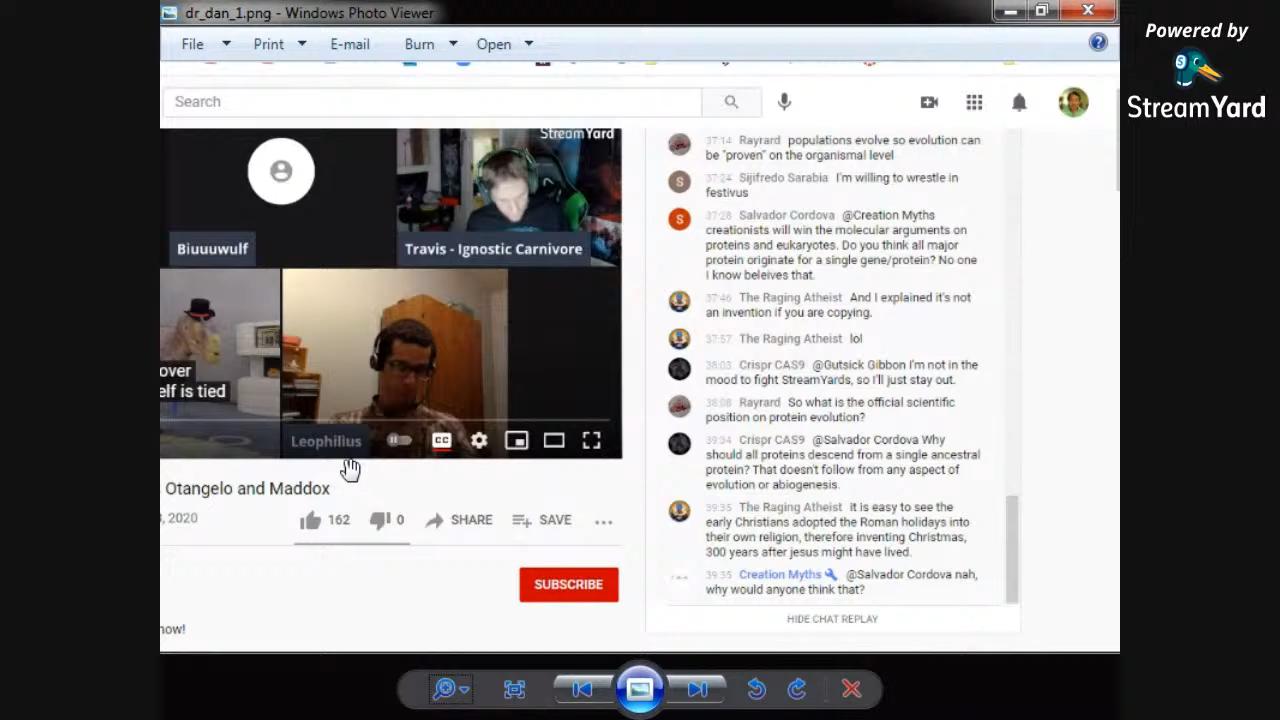 dr_dan_1.png - Windows Photo Viewer
File Print E-mail Burn Open
Powered by
StreamYard
Search
StreamYard
Biuuuwulf
Travis - Ignostic Carnivore
over
elf is tied
Leophilius
CC
Otangelo and Maddox
, 2020
162 0 SHARE SAVE
SUBSCRIBE
now!
37:14 Rayrard populations evolve so evolution can
be "proven" on the organismal level
S
37:24 Sijifredo Sarabia I'm willing to wrestle in
festivus
S
37:28 Salvador Cordova @Creation Myths
creationists will win the molecular arguments on
proteins and eukaryotes. Do you think all major
protein originate for a single gene/protein? No one
I know beleives that.
37:46 The Raging Atheist And I explained it's not
an invention if you are copying.
37:57 The Raging Atheist lol
38:03 Crispr CAS9 @Gutsick Gibbon I'm not in the
mood to fight StreamYards, so I'll just stay out.
38:08 Rayrard So what is the official scientific
position on protein evolution?
39:34 Crispr CAS9 @Salvador Cordova Why
should all proteins descend from a single ancestral
protein? That doesn't follow from any aspect of
evolution or abiogenesis.
39:35 The Raging Atheist it is easy to see the
early Christians adopted the Roman holidays into
their own religion, therefore inventing Christmas,
300 years after jesus might have lived.
39:35 Creation Myths @Salvador Cordova nah,
why would anyone think that?
HIDE CHAT REPLAY